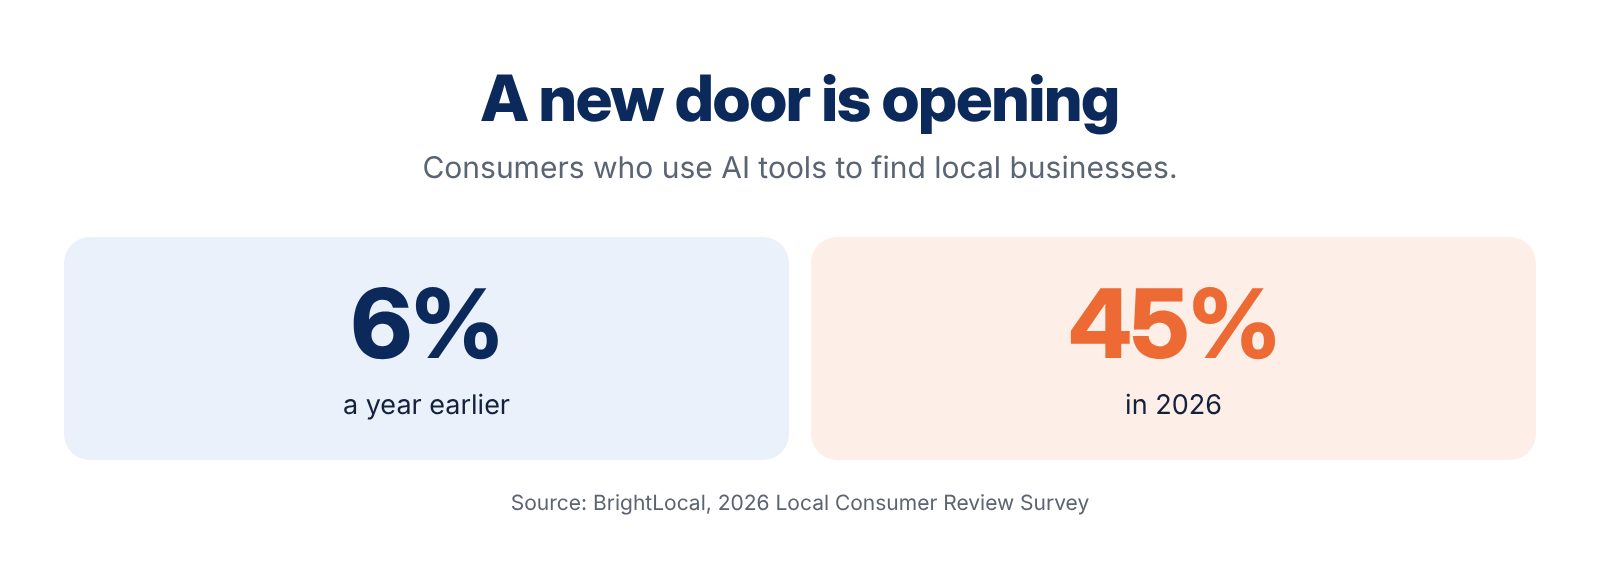 A new door is opening
Consumers who use AI tools to find local businesses.
6%
a year earlier
45%
in 2026
Source: BrightLocal, 2026 Local Consumer Review Survey